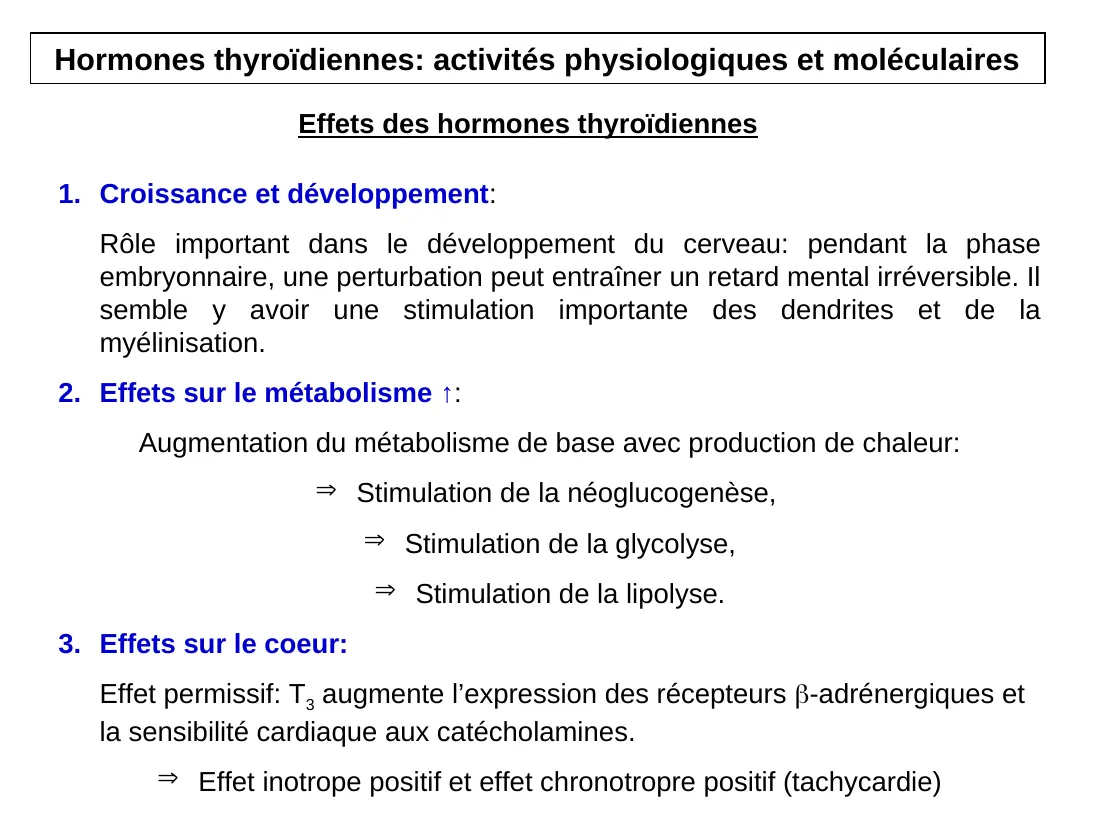 Hormones thyroïdiennes: activités physiologiques et moléculaires
Effets des hormones thyroïdiennes
1. Croissance et développement:
Rôle important dans le développement du cerveau: pendant la phase
embryonnaire, une perturbation peut entraîner un retard mental irréversible. Il
semble y avoir une stimulation importante des dendrites et de la
myélinisation.
2. Effets sur le métabolisme ↑:
Augmentation du métabolisme de base avec production de chaleur:
⇒ Stimulation de la néoglucogenèse,
⇒ Stimulation de la glycolyse,
⇒ Stimulation de la lipolyse.
3. Effets sur le coeur:
Effet permissif: T₃ augmente l’expression des récepteurs β-adrénergiques et
la sensibilité cardiaque aux catécholamines.
⇒ Effet inotrope positif et effet chronotropre positif (tachycardie)